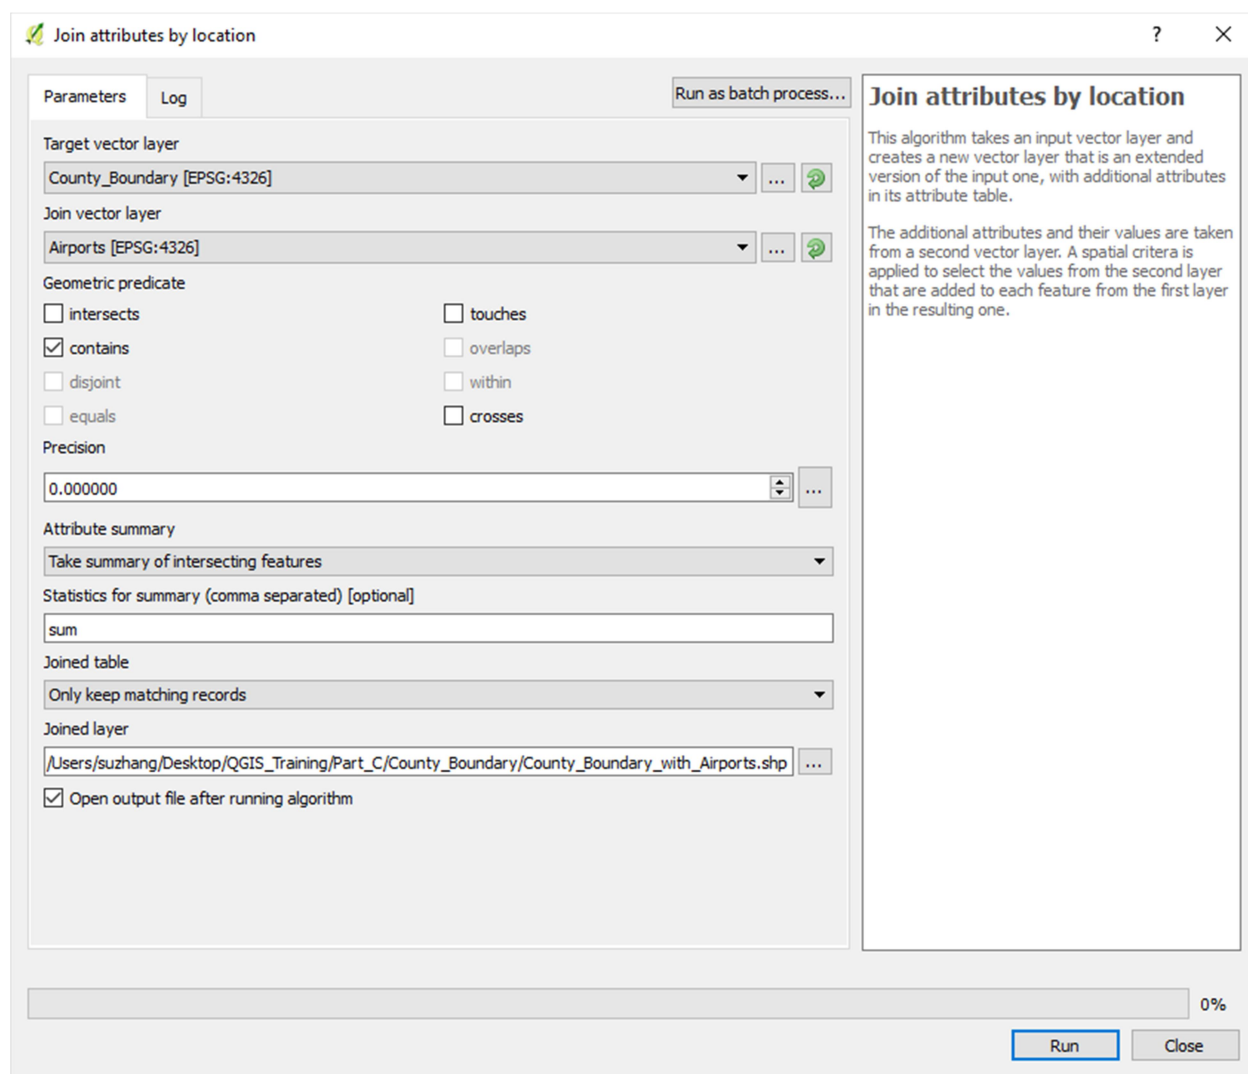 Join attributes by location
?
Parameters
Log
Run as batch process...
Target vector layer
County_Boundary [EPSG:4326]
...
Join vector layer
Airports [EPSG:4326]
...
Geometric predicate
intersects
touches
contains
overlaps
disjoint
within
equals
crosses
Precision
0.000000
...
Attribute summary
Take summary of intersecting features
Statistics for summary (comma separated) [optional]
sum
Joined table
Only keep matching records
Joined layer
/Users/suzhang/Desktop/QGIS_Training/Part_C/County_Boundary/County_Boundary_with_Airports.shp
...
Open output file after running algorithm
Join attributes by location
This algorithm takes an input vector layer and
creates a new vector layer that is an extended
version of the input one, with additional attributes
in its attribute table.
The additional attributes and their values are taken
from a second vector layer. A spatial critera is
applied to select the values from the second layer
that are added to each feature from the first layer
in the resulting one.
0%
Run
Close